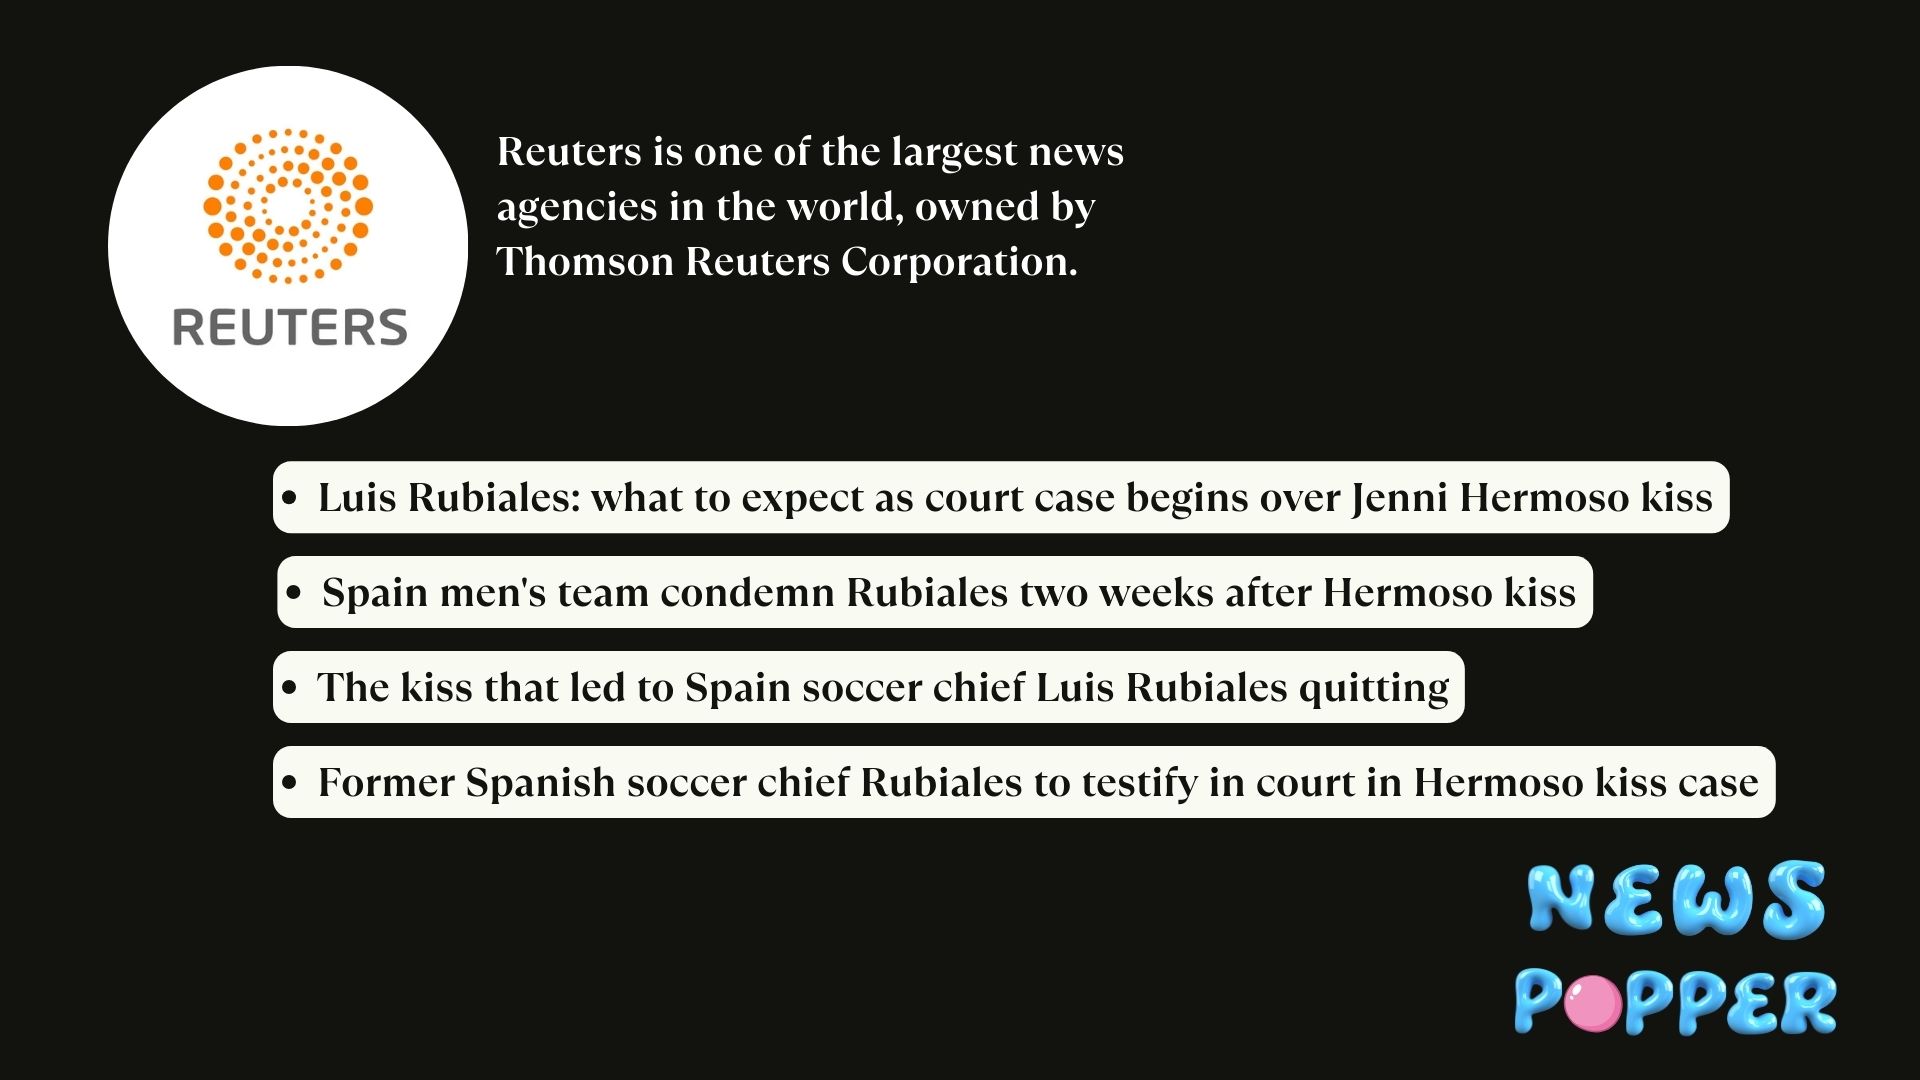 REUTERS
Reuters is one of the largest news
agencies in the world, owned by
Thomson Reuters Corporation.
• Luis Rubiales: what to expect as court case begins over Jenni Hermoso kiss
• Spain men's team condemn Rubiales two weeks after Hermoso kiss
• The kiss that led to Spain soccer chief Luis Rubiales quitting
• Former Spanish soccer chief Rubiales to testify in court in Hermoso kiss case
NEWS
POPPER